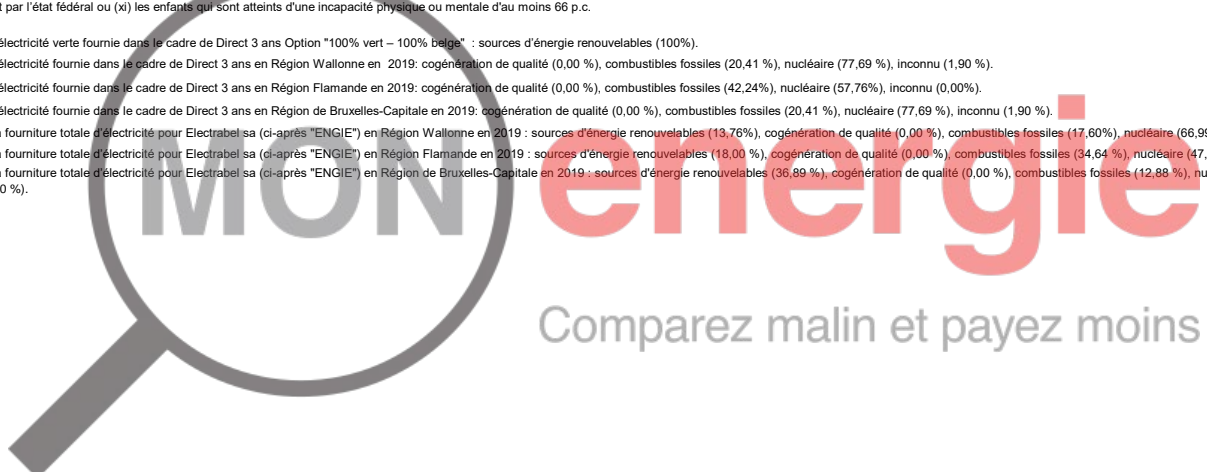 t par l'état fédéral ou (xi) les enfants qui sont atteints d'une incapacité physique ou mentale d'au moins 66 p.c.
électricité verte fournie dans le cadre de Direct 3 ans Option "100% vert – 100% belge" : sources d'énergie renouvelables (100%).
électricité fournie dans le cadre de Direct 3 ans en Région Wallonne en 2019: cogénération de qualité (0,00 %), combustibles fossiles (20,41 %), nucléaire (77,69 %), inconnu (1,90 %).
électricité fournie dans le cadre de Direct 3 ans en Région Flamande en 2019: cogénération de qualité (0,00 %), combustibles fossiles (42,24%), nucléaire (57,76%), inconnu (0,00%).
électricité fournie dans le cadre de Direct 3 ans en Région de Bruxelles-Capitale en 2019: cogénération de qualité (0,00 %), combustibles fossiles (20,41 %), nucléaire (77,69 %), inconnu (1,90 %).
fourniture totale d'électricité pour Electrabel sa (ci-après "ENGIE") en Région Wallonne en 2019 : sources d'énergie renouvelables (13,76%), cogénération de qualité (0,00 %), combustibles fossiles (17,60%), nucléaire (66,99
fourniture totale d'électricité pour Electrabel sa (ci-après "ENGIE") en Région Flamande en 2019 : sources d'énergie renouvelables (18,00 %), cogénération de qualité (0,00 %), combustibles fossiles (34,64 %), nucléaire (47,
fourniture totale d'électricité pour Electrabel sa (ci-après "ENGIE") en Région de Bruxelles-Capitale en 2019 : sources d'énergie renouvelables (36,89 %), cogénération de qualité (0,00 %), combustibles fossiles (12,88 %), nu
0 %).
MON energie
Comparez malin et payez moins